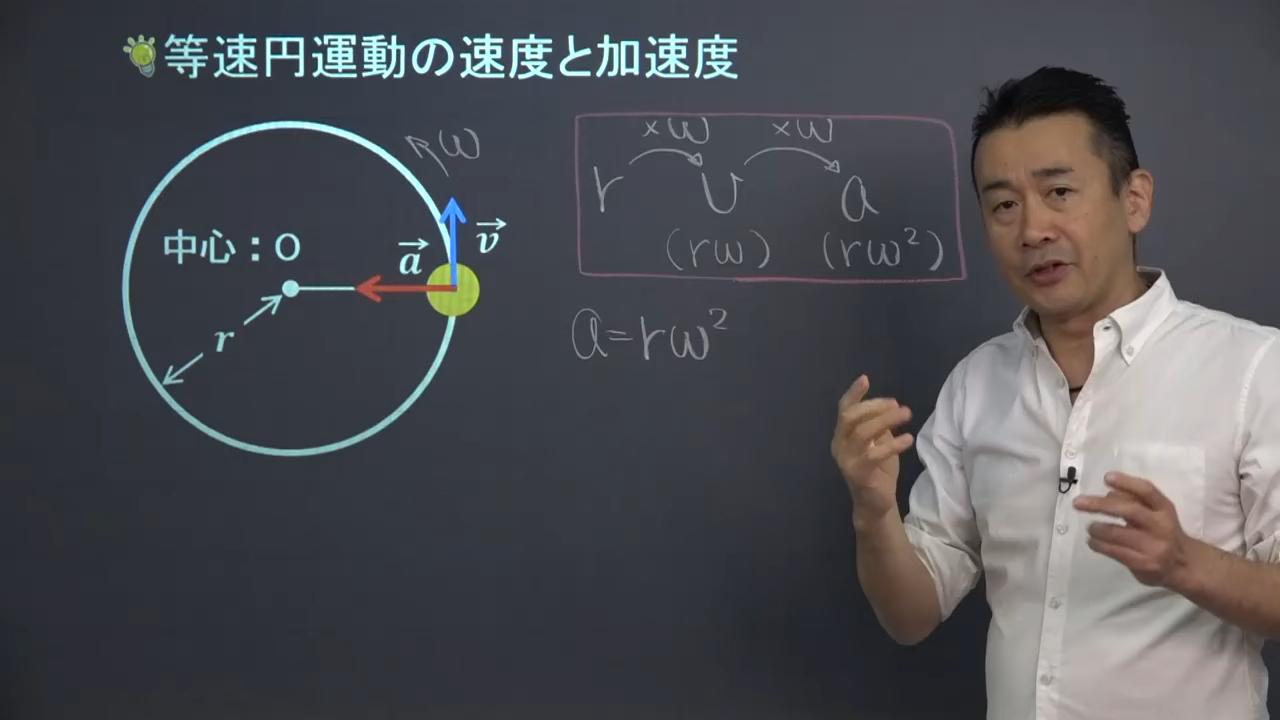 等速円運動の速度と加速度
ω
×ω ×ω
r v a
(rω) (rω²)
中心:O
a⃗
v⃗
r
a=rω²